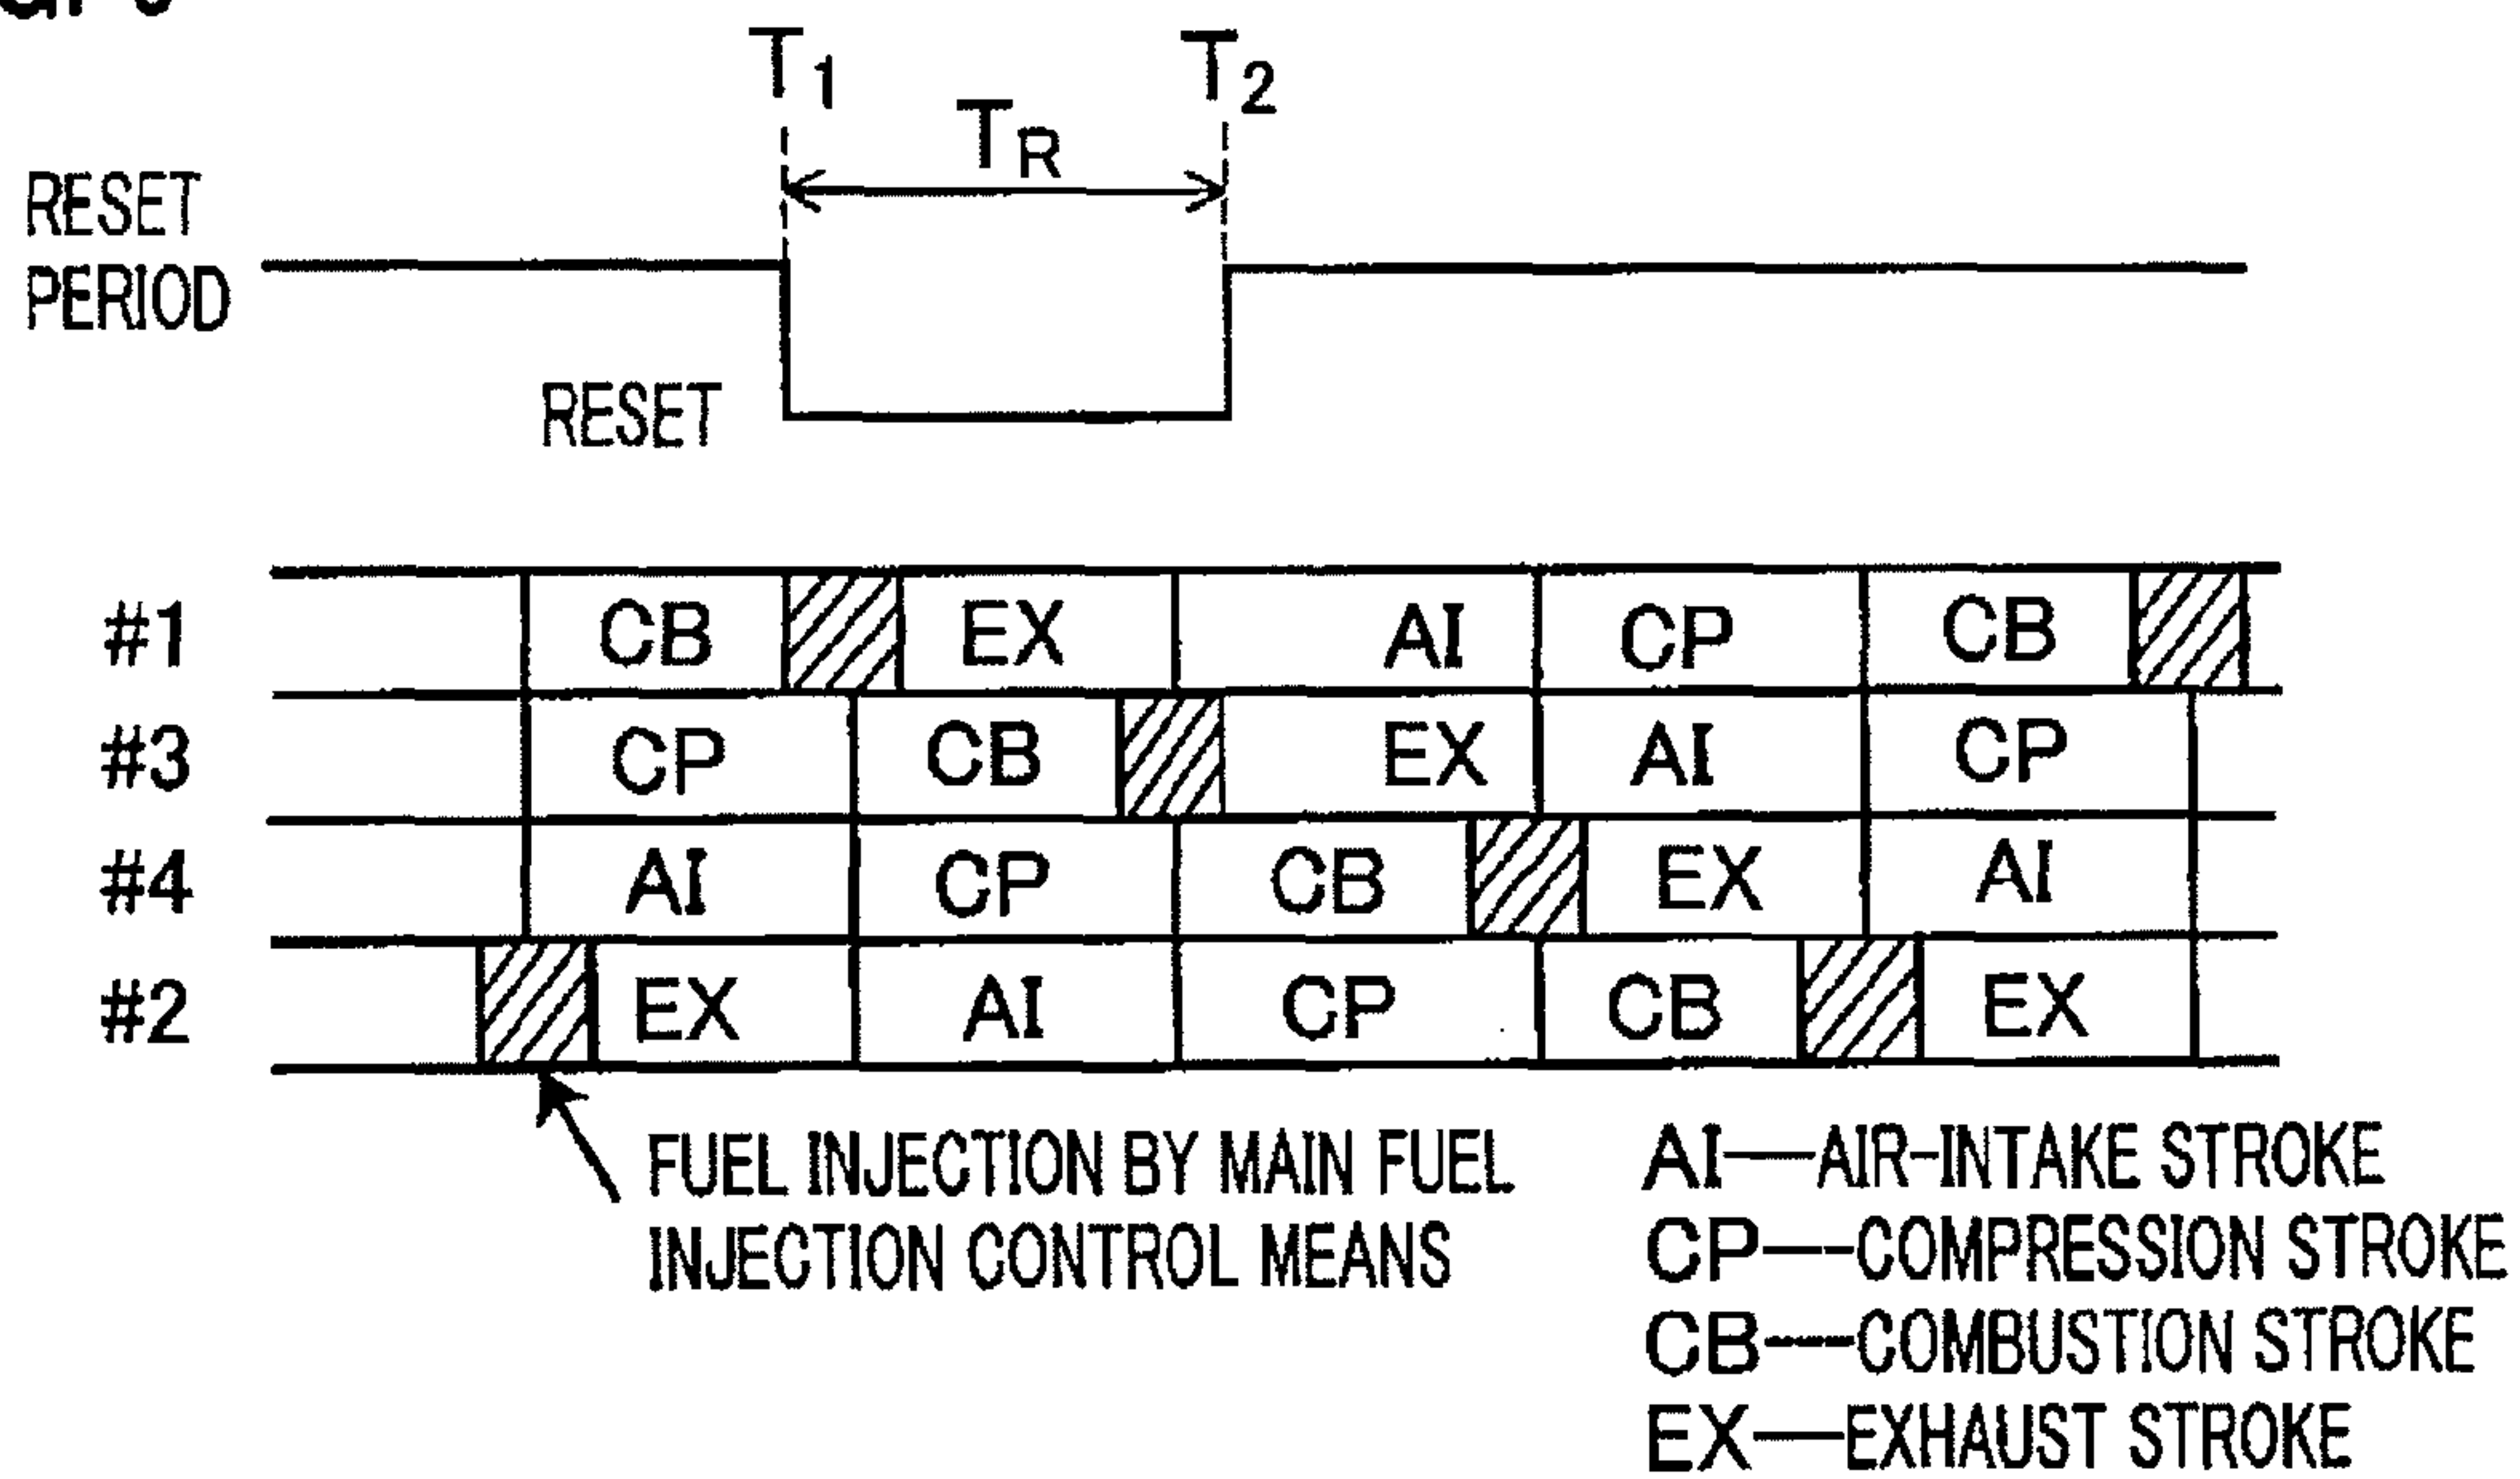 T1 T2
TR
RESET
PERIOD
RESET
#1 CB EX AI CP CB
#3 CP CB EX AI CP
#4 AI CP CB EX AI
#2 EX AI CP CB EX
FUEL INJECTION BY MAIN FUEL
INJECTION CONTROL MEANS
AI—AIR-INTAKE STROKE
CP—COMPRESSION STROKE
CB—COMBUSTION STROKE
EX—EXHAUST STROKE